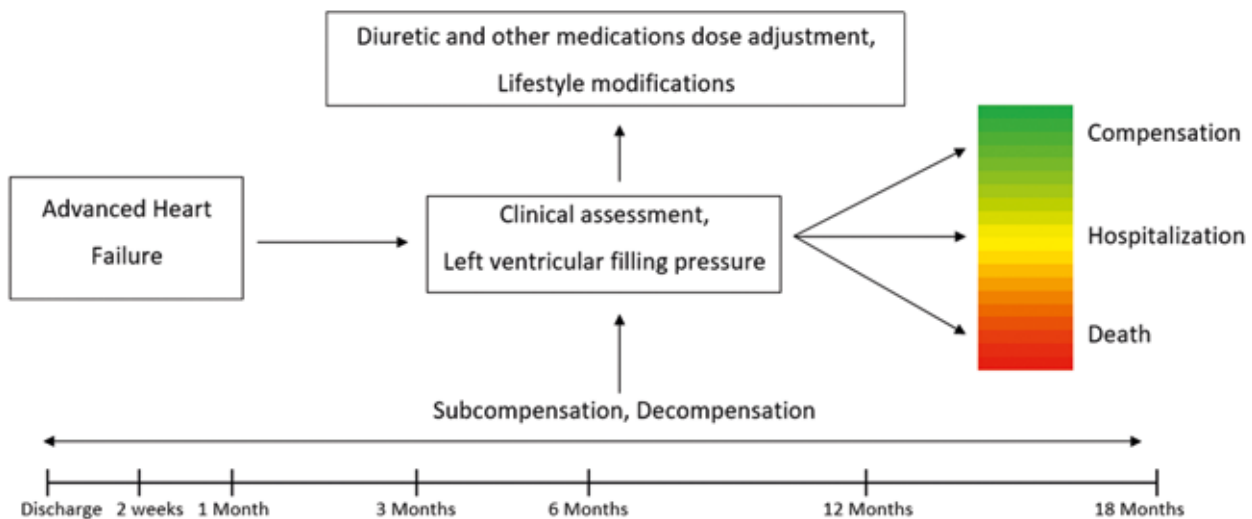 Diuretic and other medications dose adjustment,
Lifestyle modifications
Advanced Heart
Failure
Clinical assessment,
Left ventricular filling pressure
Compensation
Hospitalization
Death
Subcompensation, Decompensation
Discharge
2 weeks
1 Month
3 Months
6 Months
12 Months
18 Months